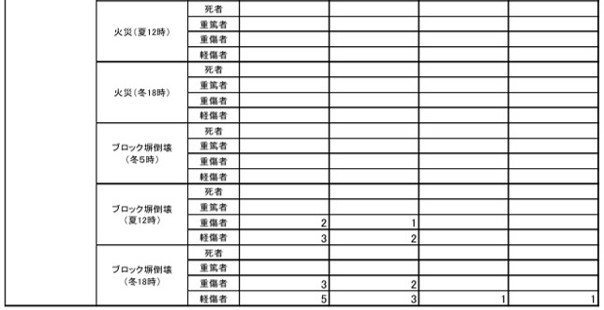 火災(夏12時)
死者
重篤者
重傷者
軽傷者
火災(冬18時)
死者
重篤者
重傷者
軽傷者
ブロック塀倒壊
(冬5時)
死者
重篤者
重傷者
軽傷者
ブロック塀倒壊
(夏12時)
死者
重篤者
重傷者 2 1
軽傷者 3 2
ブロック塀倒壊
(冬18時)
死者
重篤者
重傷者 3 2
軽傷者 5 3 1 1